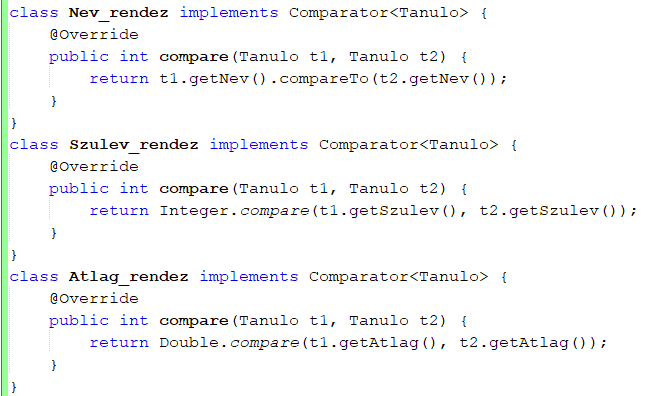 class Nev_rendez implements Comparator<Tanulo> {
    @Override
    public int compare(Tanulo t1, Tanulo t2) {
        return t1.getNev().compareTo(t2.getNev());
    }
}
class Szulev_rendez implements Comparator<Tanulo> {
    @Override
    public int compare(Tanulo t1, Tanulo t2) {
        return Integer.compare(t1.getSzulev(), t2.getSzulev());
    }
}
class Atlag_rendez implements Comparator<Tanulo> {
    @Override
    public int compare(Tanulo t1, Tanulo t2) {
        return Double.compare(t1.getAtlag(), t2.getAtlag());
    }
}